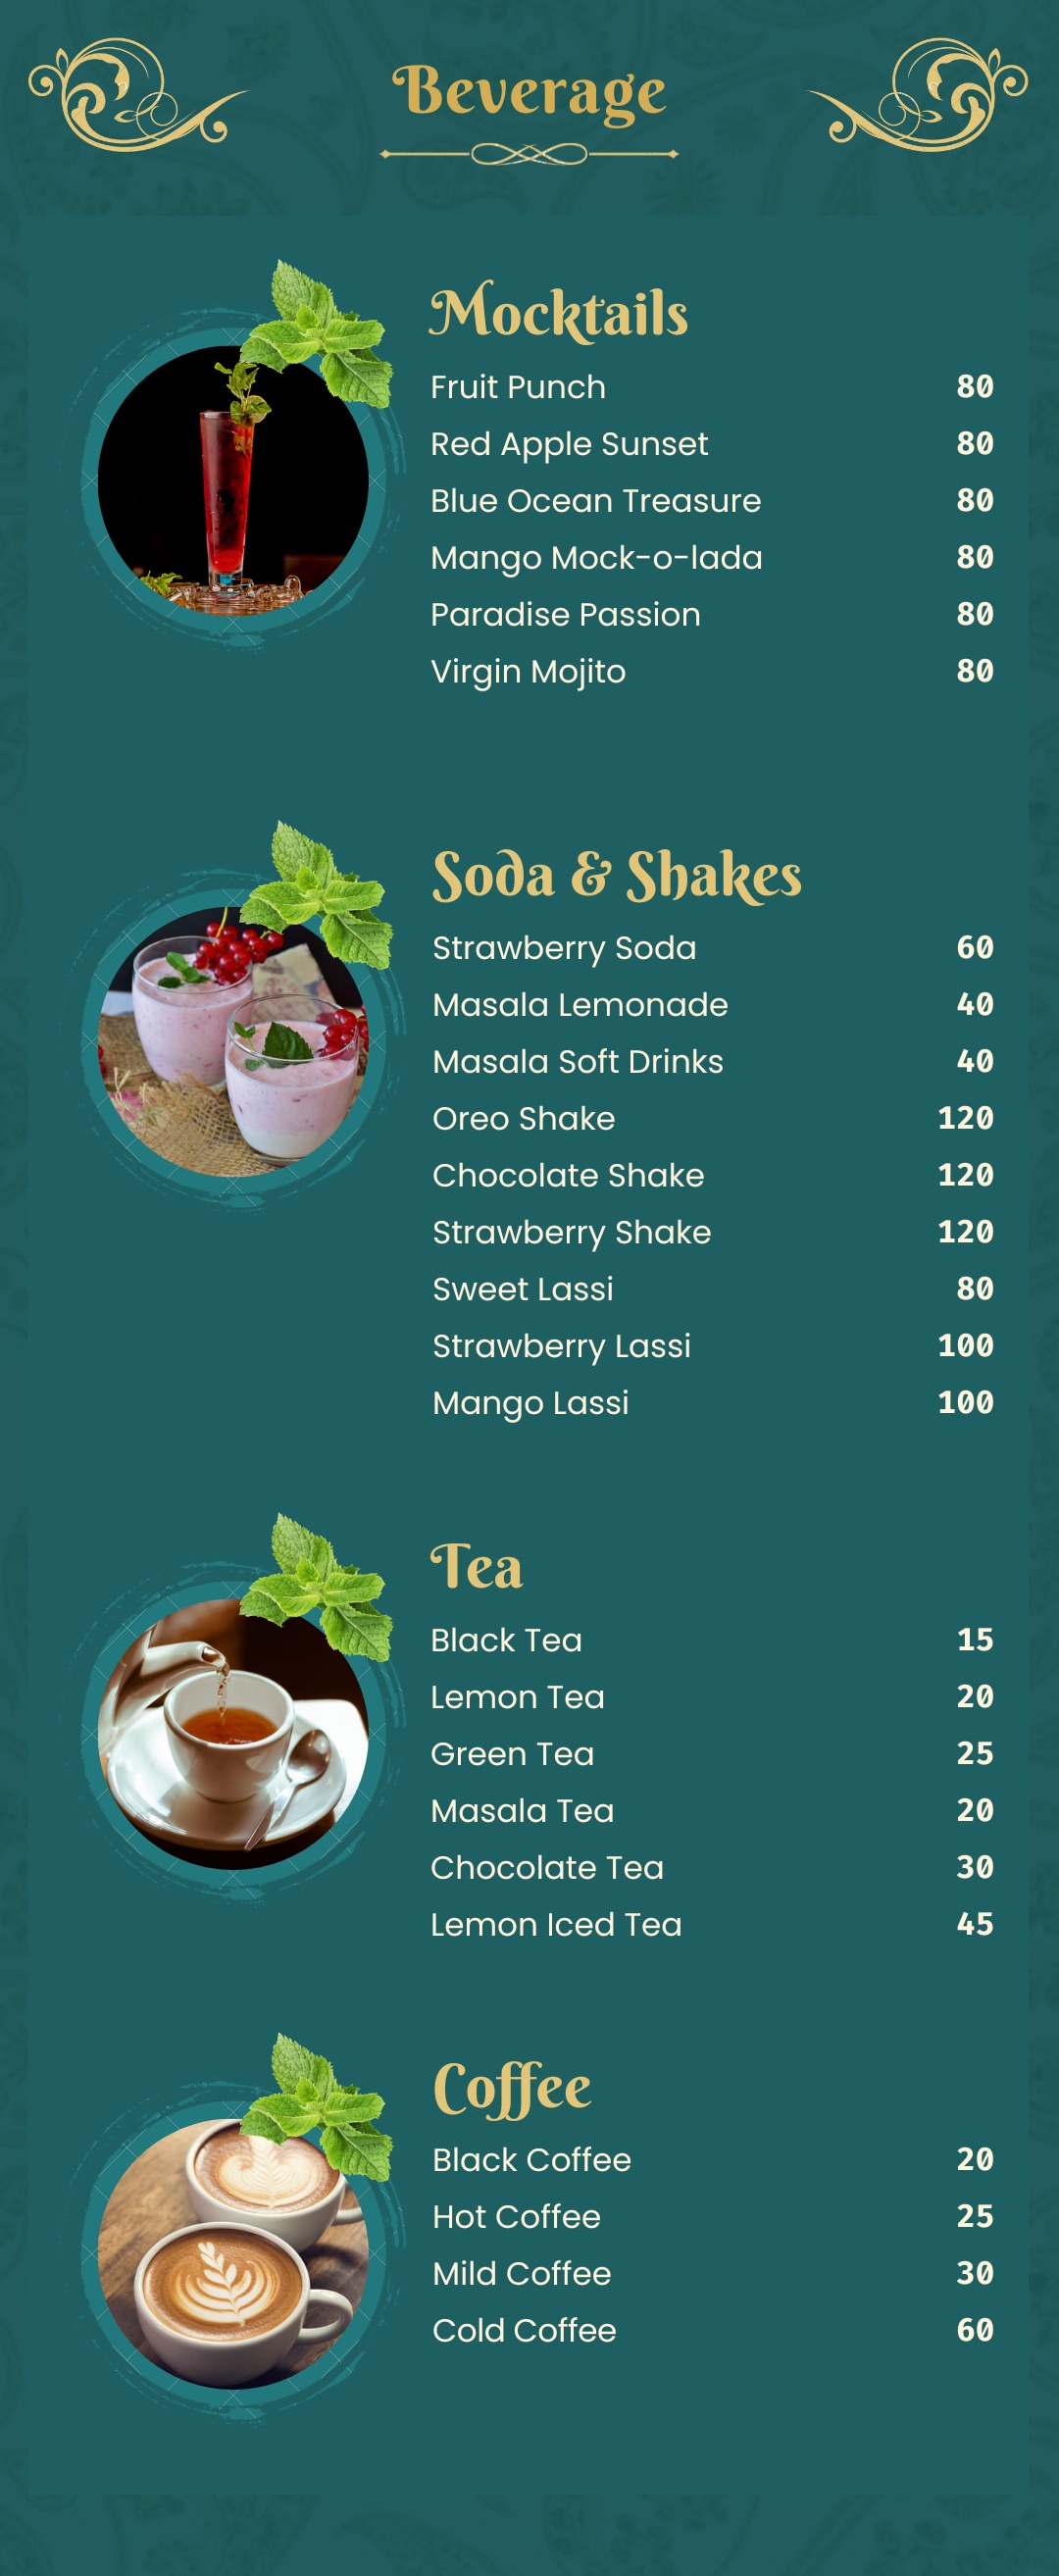 Beverage
Mocktails
Fruit Punch 80
Red Apple Sunset 80
Blue Ocean Treasure 80
Mango Mock-o-lada 80
Paradise Passion 80
Virgin Mojito 80
Soda & Shakes
Strawberry Soda 60
Masala Lemonade 40
Masala Soft Drinks 40
Oreo Shake 120
Chocolate Shake 120
Strawberry Shake 120
Sweet Lassi 80
Strawberry Lassi 100
Mango Lassi 100
Tea
Black Tea 15
Lemon Tea 20
Green Tea 25
Masala Tea 20
Chocolate Tea 30
Lemon Iced Tea 45
Coffee
Black Coffee 20
Hot Coffee 25
Mild Coffee 30
Cold Coffee 60